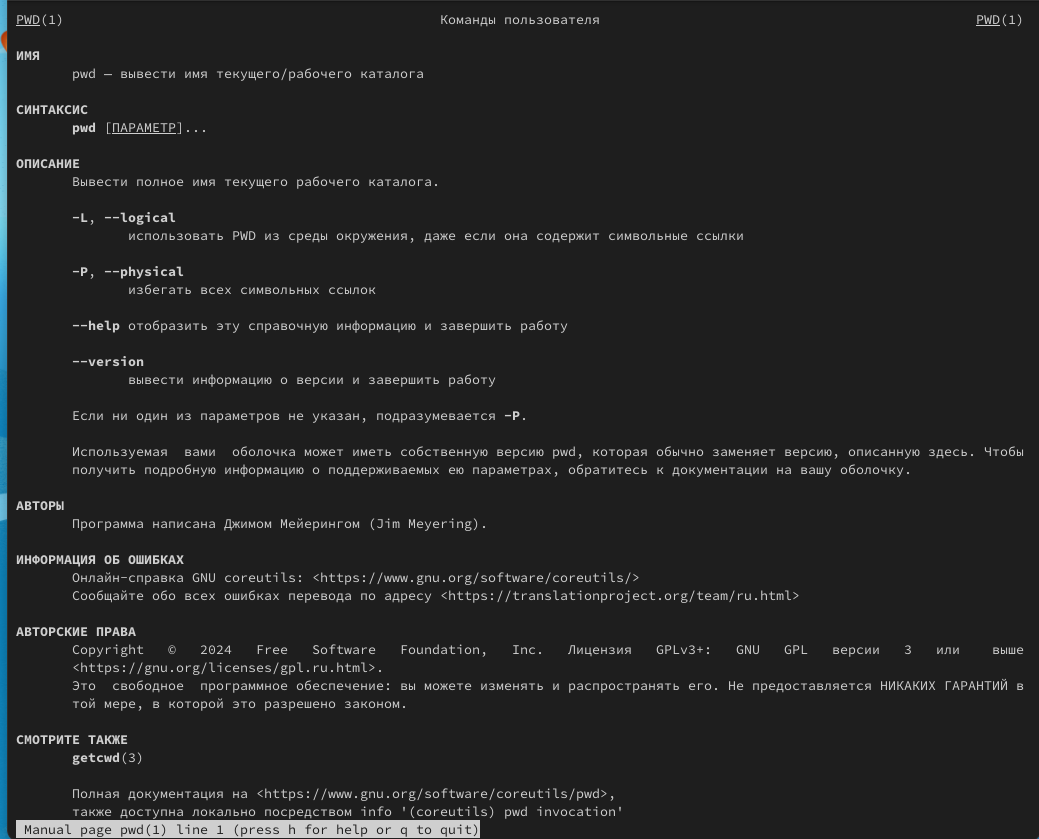 PWD(1) Команды пользователя PWD(1)
ИМЯ
pwd — вывести имя текущего/рабочего каталога
СИНТАКСИС
pwd [ПАРАМЕТР]...
ОПИСАНИЕ
Вывести полное имя текущего рабочего каталога.
-L, --logical
использовать PWD из среды окружения, даже если она содержит символьные ссылки
-P, --physical
избегать всех символьных ссылок
--help отобразить эту справочную информацию и завершить работу
--version
вывести информацию о версии и завершить работу
Если ни один из параметров не указан, подразумевается -P.
Используемая вами оболочка может иметь собственную версию pwd, которая обычно заменяет версию, описанную здесь. Чтобы
получить подробную информацию о поддерживаемых ею параметрах, обратитесь к документации на вашу оболочку.
АВТОРЫ
Программа написана Джимом Мейерингом (Jim Meyering).
ИНФОРМАЦИЯ ОБ ОШИБКАХ
Онлайн-справка GNU coreutils: <https://www.gnu.org/software/coreutils/>
Сообщайте обо всех ошибках перевода по адресу <https://translationproject.org/team/ru.html>
АВТОРСКИЕ ПРАВА
Copyright © 2024 Free Software Foundation, Inc. Лицензия GPLv3+: GNU GPL версии 3 или выше
<https://gnu.org/licenses/gpl.ru.html>.
Это свободное программное обеспечение: вы можете изменять и распространять его. Не предоставляется НИКАКИХ ГАРАНТИЙ в
той мере, в которой это разрешено законом.
СМОТРИТЕ ТАКЖЕ
getcwd(3)
Полная документация на <https://www.gnu.org/software/coreutils/pwd>,
также доступна локально посредством info '(coreutils) pwd invocation'
Manual page pwd(1) line 1 (press h for help or q to quit)